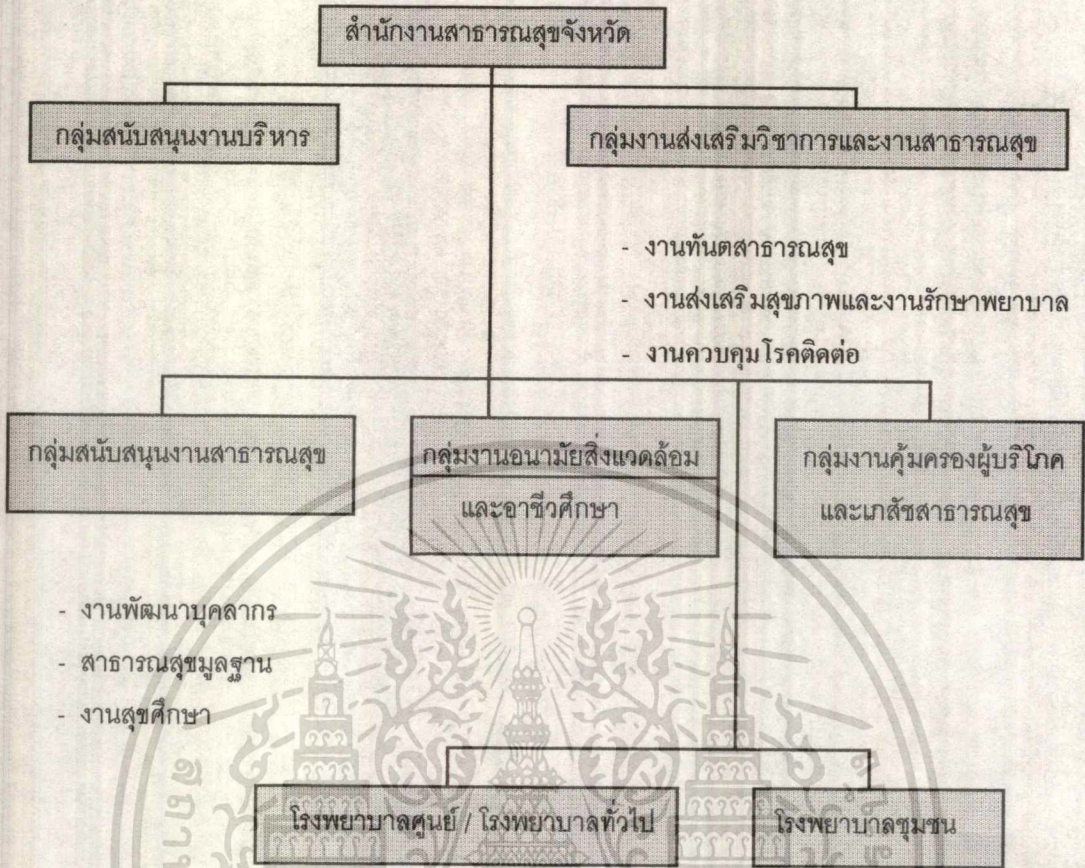 สำนักงานสาธารณสุขจังหวัด
กลุ่มสนับสนุนงานบริหาร
กลุ่มงานส่งเสริมวิชาการและงานสาธารณสุข
- งานทันตสาธารณสุข
- งานส่งเสริมสุขภาพและงานรักษาพยาบาล
- งานควบคุมโรคติดต่อ
กลุ่มสนับสนุนงานสาธารณสุข
กลุ่มงานอนามัยสิ่งแวดล้อม
และอาชีวศึกษา
กลุ่มงานคุ้มครองผู้บริโภค
และเภสัชสาธารณสุข
- งานพัฒนาบุคลากร
- สาธารณสุขมูลฐาน
- งานสุขศึกษา
โรงพยาบาลศูนย์ / โรงพยาบาลทั่วไป
โรงพยาบาลชุมชน